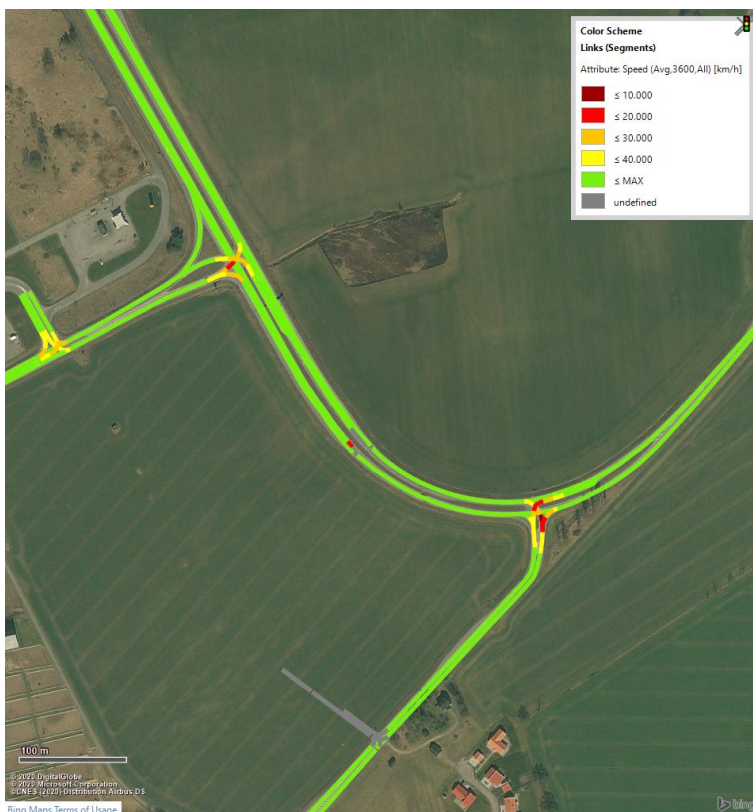 Color Scheme
Links (Segments)
Attribute: Speed (Avg,3600,All) [km/h]
≤ 10.000
≤ 20.000
≤ 30.000
≤ 40.000
≤ MAX
undefined
100 m
© 2020 DigitalGlobe
© 2020 Microsoft Corporation
©CNES (2020) Distribution Airbus DS
Bing Maps Terms of Usage
bing